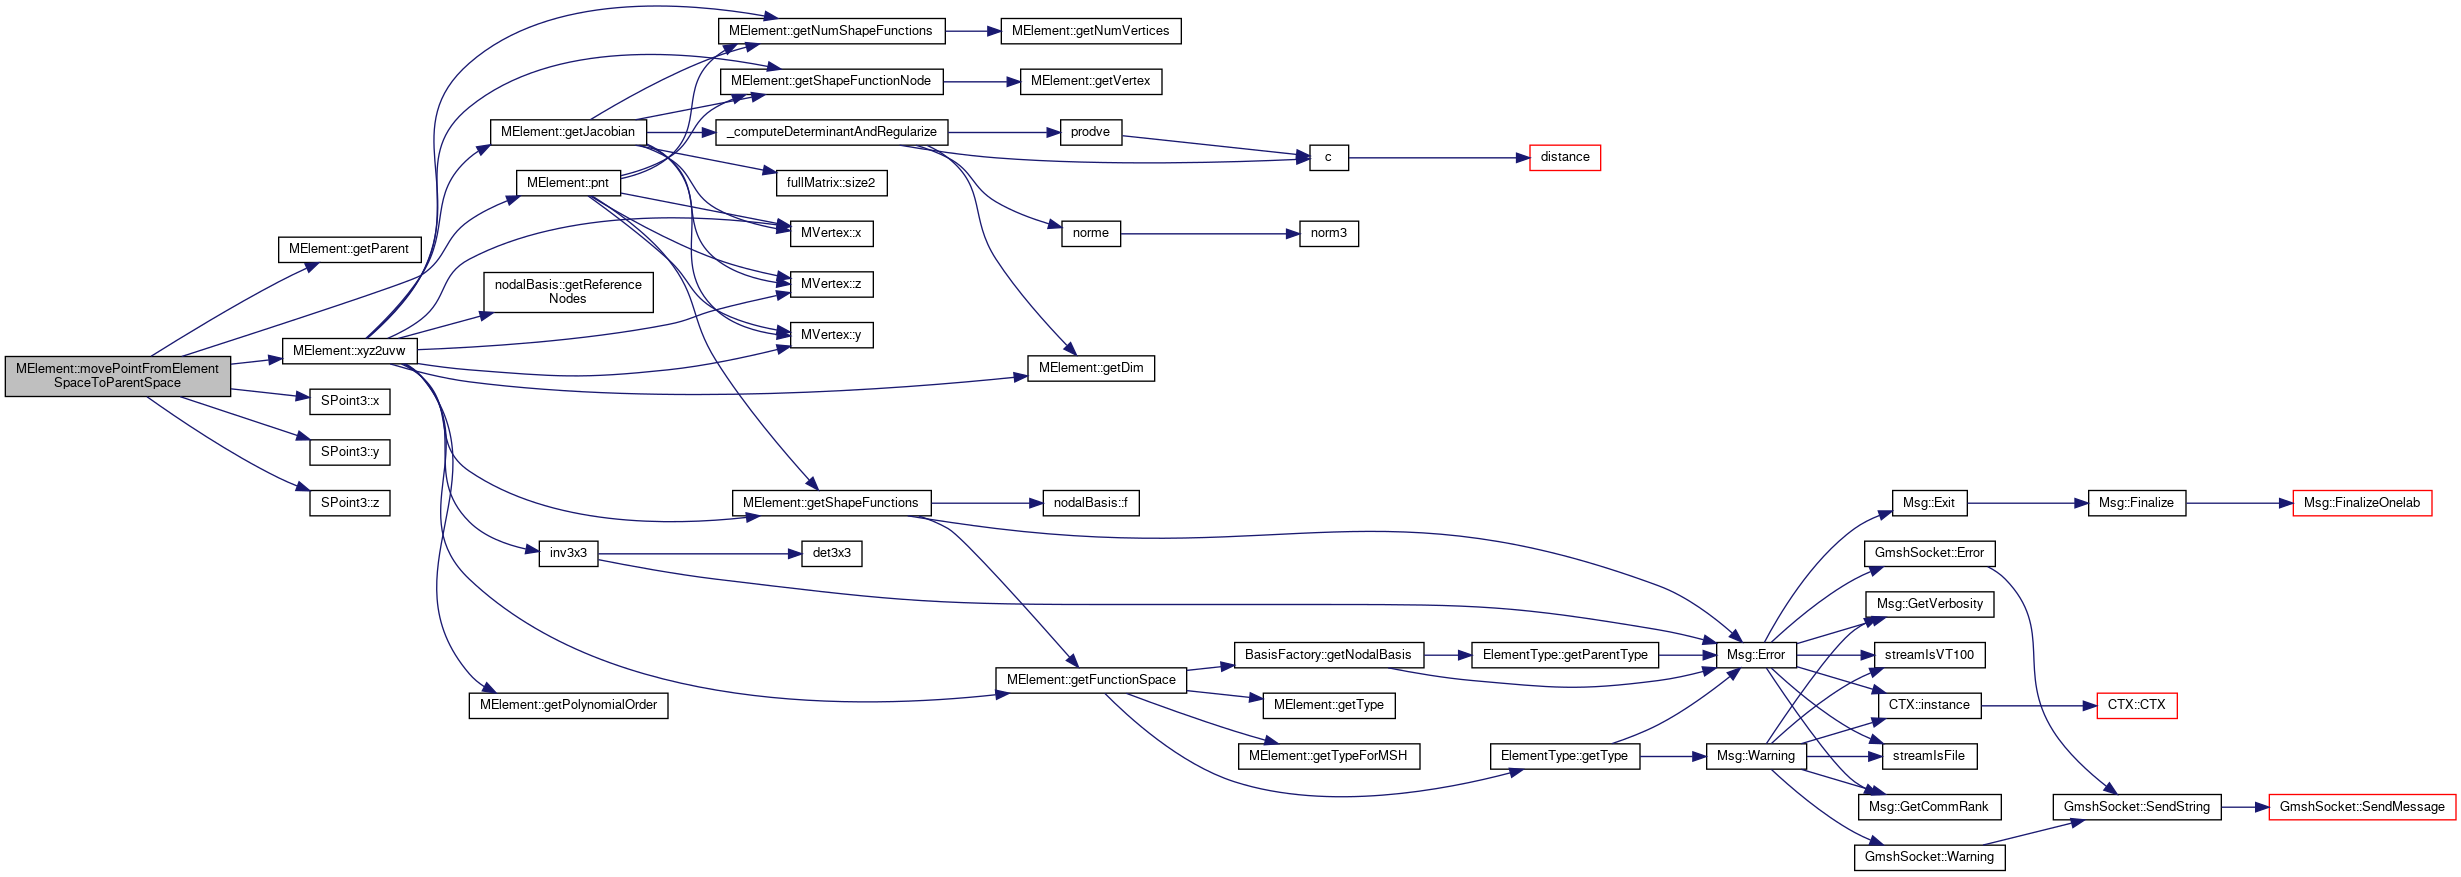 MElement::movePointFromElement
SpaceToParentSpace
MElement::getParent
MElement::xyz2uvw
SPoint3::x
SPoint3::y
SPoint3::z
MElement::getJacobian
MElement::pnt
nodalBasis::getReference
Nodes
inv3x3
MElement::getPolynomialOrder
MElement::getNumShapeFunctions
MElement::getShapeFunctionNode
_computeDeterminantAndRegularize
fullMatrix::size2
MVertex::x
MVertex::z
MVertex::y
MElement::getShapeFunctions
det3x3
MElement::getNumVertices
MElement::getVertex
prodve
norme
MElement::getDim
nodalBasis::f
MElement::getFunctionSpace
c
norm3
BasisFactory::getNodalBasis
MElement::getType
MElement::getTypeForMSH
distance
ElementType::getParentType
ElementType::getType
Msg::Error
Msg::Warning
Msg::Exit
GmshSocket::Error
Msg::GetVerbosity
streamIsVT100
CTX::instance
streamIsFile
Msg::GetCommRank
GmshSocket::Warning
Msg::Finalize
CTX::CTX
GmshSocket::SendString
Msg::FinalizeOnelab
GmshSocket::SendMessage